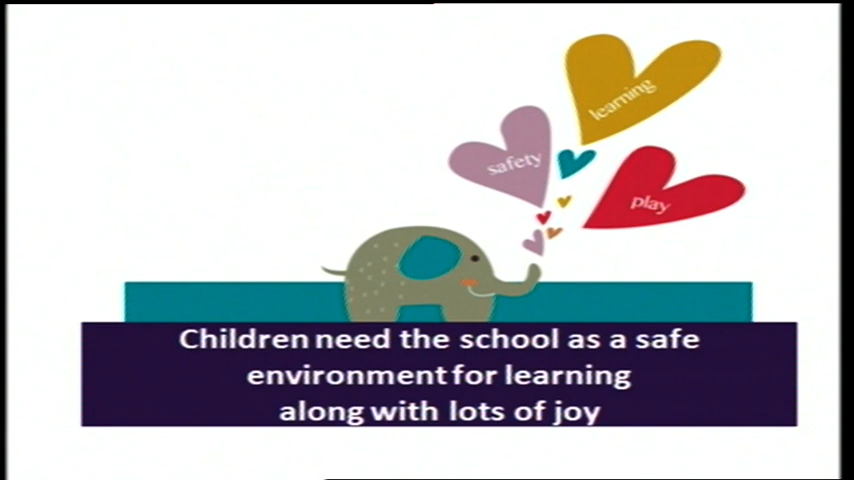 learning
safety
play
Children need the school as a safe
environment for learning
along with lots of joy